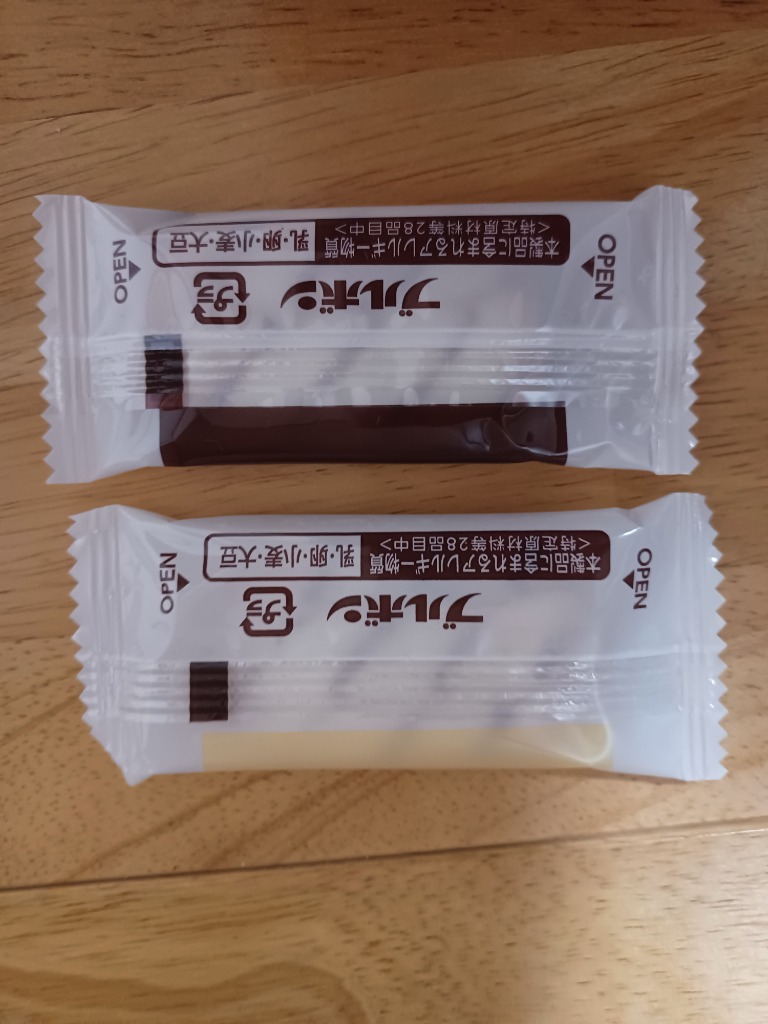 OPEN
本製品に含まれるアレルギー物質
<特定原材料等28品目中>
乳・卵・小麦・大豆
OPEN
ブルボン
プラ
OPEN
本製品に含まれるアレルギー物質
<特定原材料等28品目中>
乳・卵・小麦・大豆
OPEN
ブルボン
プラ